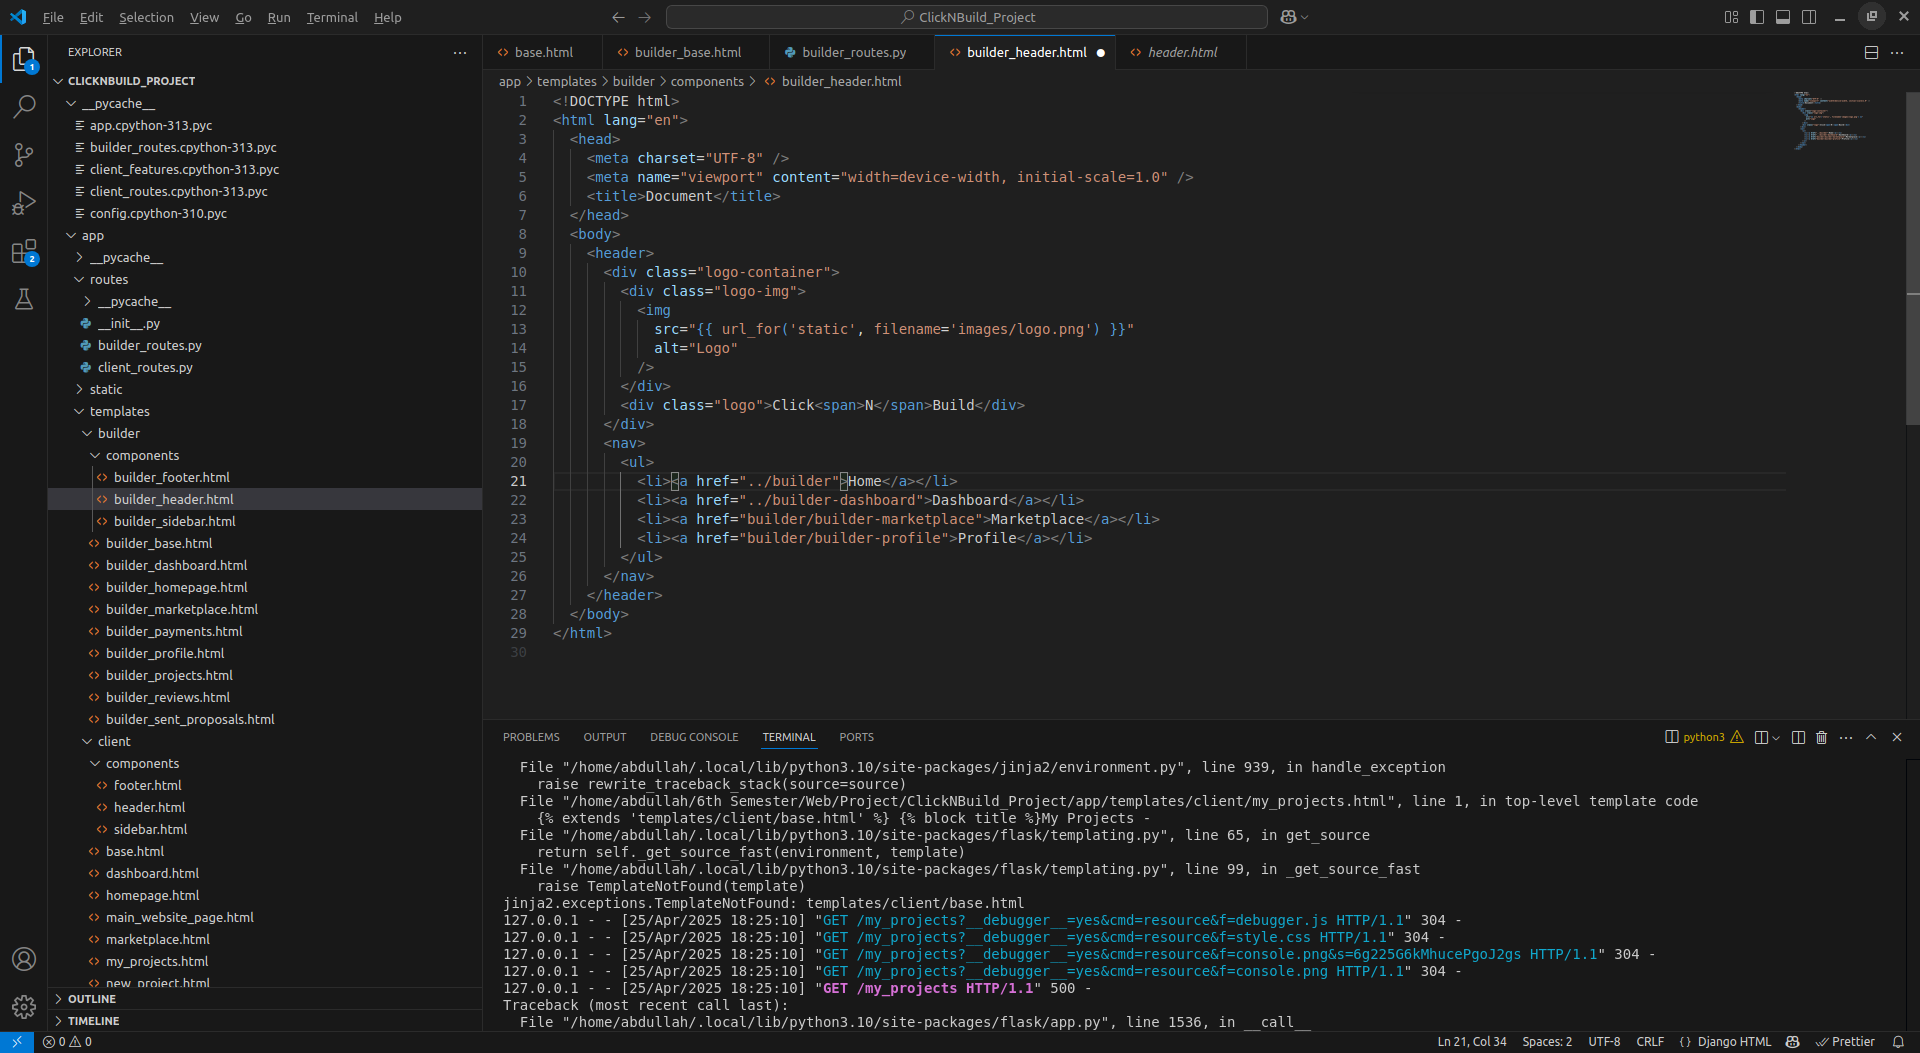 File Edit Selection View Go Run Terminal Help
ClickNBuild_Project
EXPLORER
CLICKNBUILD_PROJECT
__pycache__
app.cpython-313.pyc
builder_routes.cpython-313.pyc
client_features.cpython-313.pyc
client_routes.cpython-313.pyc
config.cpython-310.pyc
app
__pycache__
routes
__pycache__
__init__.py
builder_routes.py
client_routes.py
static
templates
builder
components
builder_footer.html
builder_header.html
builder_sidebar.html
builder_base.html
builder_dashboard.html
builder_homepage.html
builder_marketplace.html
builder_payments.html
builder_profile.html
builder_projects.html
builder_reviews.html
builder_sent_proposals.html
client
components
footer.html
header.html
sidebar.html
base.html
dashboard.html
homepage.html
main_website_page.html
marketplace.html
my_projects.html
new_project.html
OUTLINE
TIMELINE
1
2
base.html builder_base.html builder_routes.py builder_header.html header.html
app > templates > builder > components > builder_header.html
1 <!DOCTYPE html>
2 <html lang="en">
3 <head>
4 <meta charset="UTF-8" />
5 <meta name="viewport" content="width=device-width, initial-scale=1.0" />
6 <title>Document</title>
7 </head>
8 <body>
9 <header>
10 <div class="logo-container">
11 <div class="logo-img">
12 <img
13 src="{{ url_for('static', filename='images/logo.png') }}"
14 alt="Logo"
15 />
16 </div>
17 <div class="logo">Click<span>N</span>Build</div>
18 </div>
19 <nav>
20 <ul>
21 <li><a href="../builder">Home</a></li>
22 <li><a href="../builder-dashboard">Dashboard</a></li>
23 <li><a href="builder/builder-marketplace">Marketplace</a></li>
24 <li><a href="builder/builder-profile">Profile</a></li>
25 </ul>
26 </nav>
27 </header>
28 </body>
29 </html>
30
PROBLEMS OUTPUT DEBUG CONSOLE TERMINAL PORTS
python3
File "/home/abdullah/.local/lib/python3.10/site-packages/jinja2/environment.py", line 939, in handle_exception
raise rewrite_traceback_stack(source=source)
File "/home/abdullah/6th Semester/Web/Project/ClickNBuild_Project/app/templates/client/my_projects.html", line 1, in top-level template code
{% extends 'templates/client/base.html' %} {% block title %}My Projects -
File "/home/abdullah/.local/lib/python3.10/site-packages/flask/templating.py", line 65, in get_source
return self._get_source_fast(environment, template)
File "/home/abdullah/.local/lib/python3.10/site-packages/flask/templating.py", line 99, in _get_source_fast
raise TemplateNotFound(template)
jinja2.exceptions.TemplateNotFound: templates/client/base.html
127.0.0.1 - - [25/Apr/2025 18:25:10] "GET /my_projects?__debugger__=yes&cmd=resource&f=debugger.js HTTP/1.1" 304 -
127.0.0.1 - - [25/Apr/2025 18:25:10] "GET /my_projects?__debugger__=yes&cmd=resource&f=style.css HTTP/1.1" 304 -
127.0.0.1 - - [25/Apr/2025 18:25:10] "GET /my_projects?__debugger__=yes&cmd=resource&f=console.png&s=6g225G6kMhucePgoJ2gs HTTP/1.1" 304 -
127.0.0.1 - - [25/Apr/2025 18:25:10] "GET /my_projects?__debugger__=yes&cmd=resource&f=console.png HTTP/1.1" 304 -
127.0.0.1 - - [25/Apr/2025 18:25:10] "GET /my_projects HTTP/1.1" 500 -
Traceback (most recent call last):
File "/home/abdullah/.local/lib/python3.10/site-packages/flask/app.py", line 1536, in __call__
0 0 Ln 21, Col 34 Spaces: 2 UTF-8 CRLF {} Django HTML Prettier